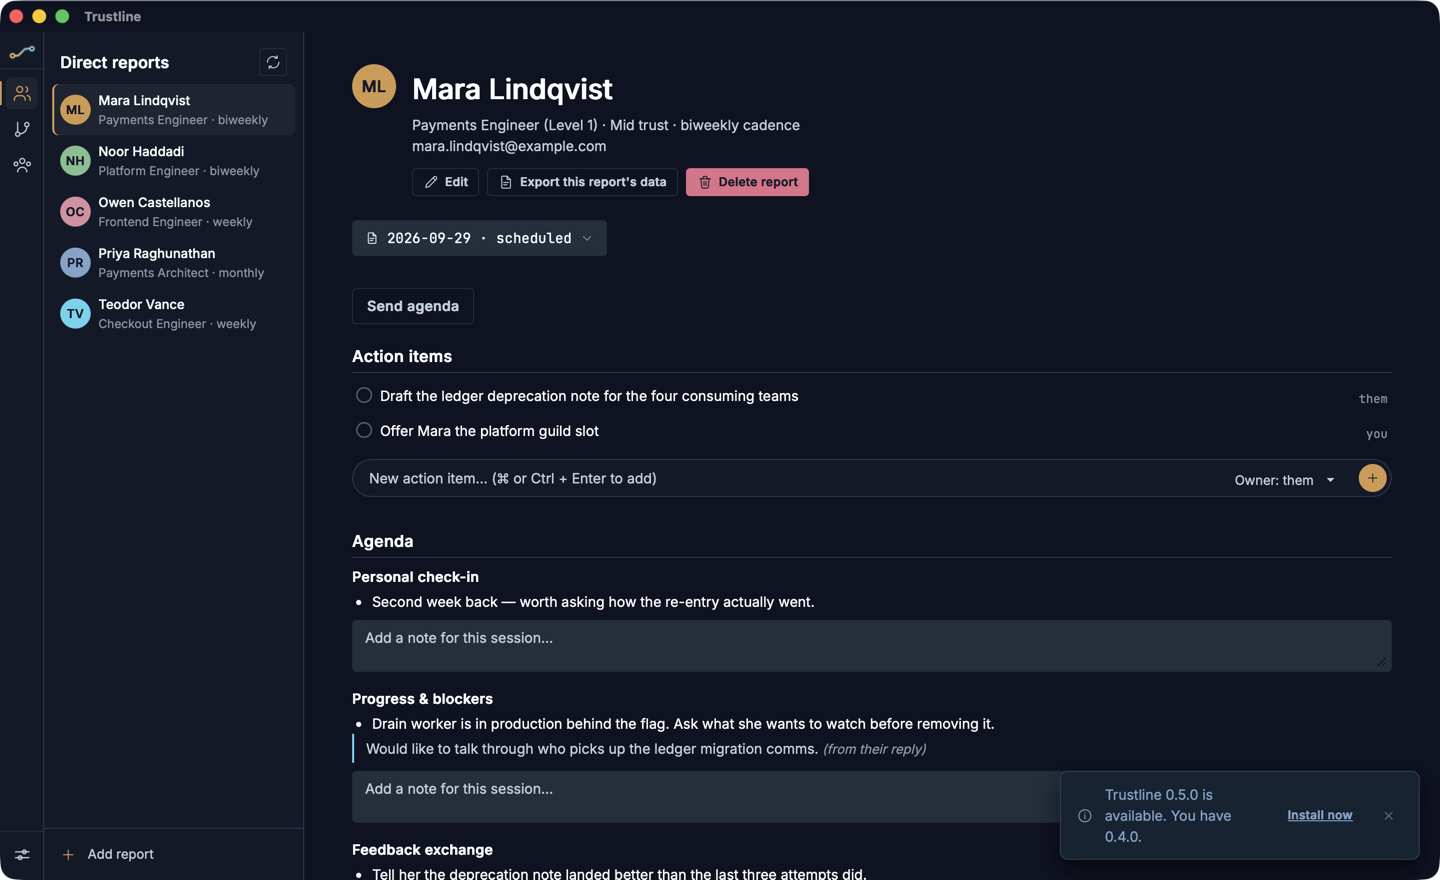 Trustline
Direct reports
ML
Mara Lindqvist
Payments Engineer · biweekly
NH
Noor Haddadi
Platform Engineer · biweekly
OC
Owen Castellanos
Frontend Engineer · weekly
PR
Priya Raghunathan
Payments Architect · monthly
TV
Teodor Vance
Checkout Engineer · weekly
Add report
ML
Mara Lindqvist
Payments Engineer (Level 1) · Mid trust · biweekly cadence
mara.lindqvist@example.com
Edit
Export this report's data
Delete report
2026-09-29 · scheduled
Send agenda
Action items
Draft the ledger deprecation note for the four consuming teams
them
Offer Mara the platform guild slot
you
New action item... (⌘ or Ctrl + Enter to add)
Owner: them
Agenda
Personal check-in
• Second week back — worth asking how the re-entry actually went.
Add a note for this session...
Progress & blockers
• Drain worker is in production behind the flag. Ask what she wants to watch before removing it.
Would like to talk through who picks up the ledger migration comms. (from their reply)
Add a note for this session...
Feedback exchange
• Tell her the deprecation note landed better than the last three attempts did.
Trustline 0.5.0 is
available. You have
0.4.0.
Install now